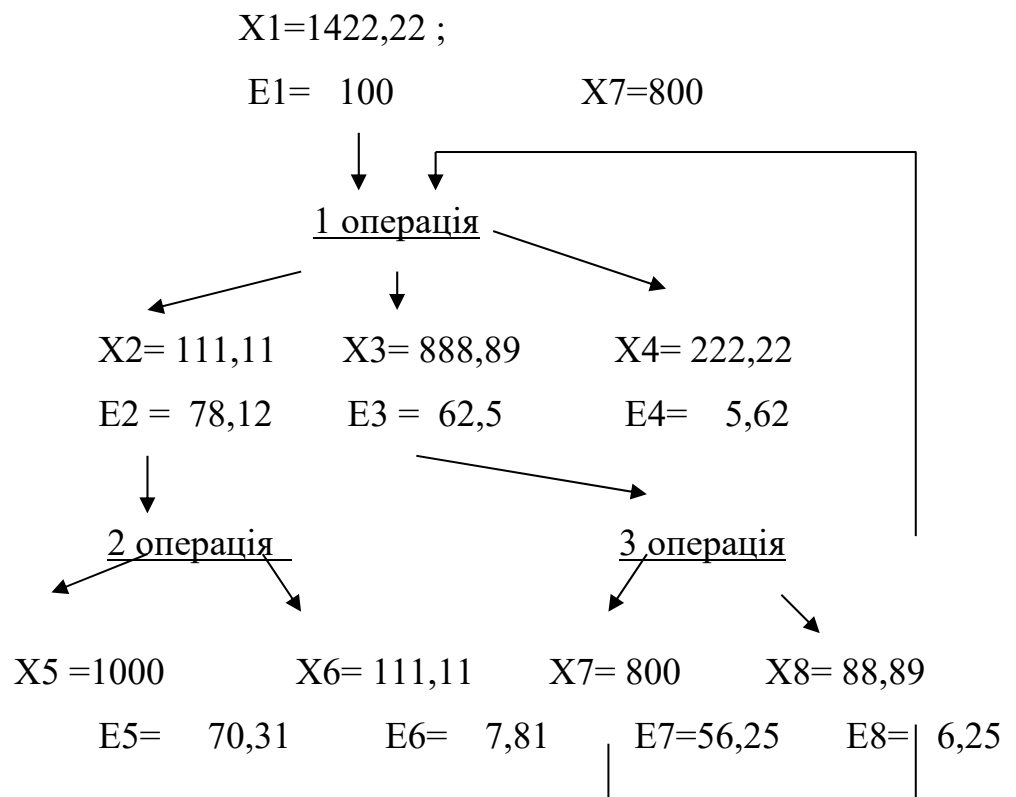 X1=1422,22 ;
E1= 100 X7=800
1 операція
X2= 111,11 X3= 888,89 X4= 222,22
E2 = 78,12 E3 = 62,5 E4= 5,62
2 операція 3 операція
X5 =1000 X6= 111,11 X7= 800 X8= 88,89
E5= 70,31 E6= 7,81 E7=56,25 E8= 6,25